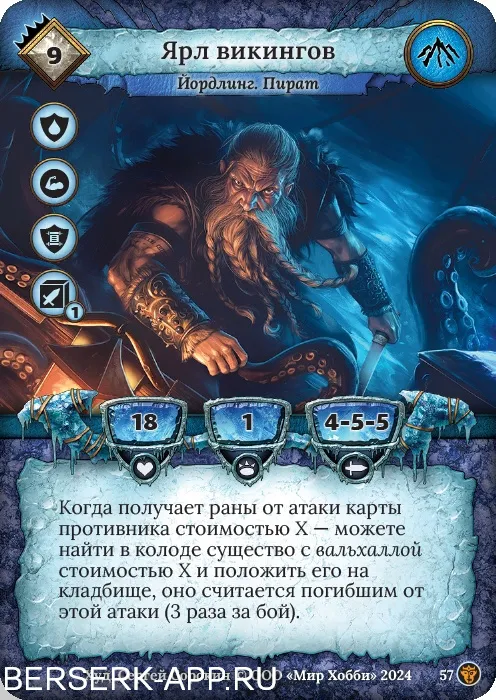 9
Ярл викингов
Йордлинг. Пират
1
18
1
4-5-5
Когда получает раны от атаки карты
противника стоимостью X — можете
найти в колоде существо с вальхаллой
стоимостью X и положить его на
кладбище, оно считается погибшим от
этой атаки (3 раза за бой).
«Мир Хобби» 2024
57
BERSERK-APP.RU